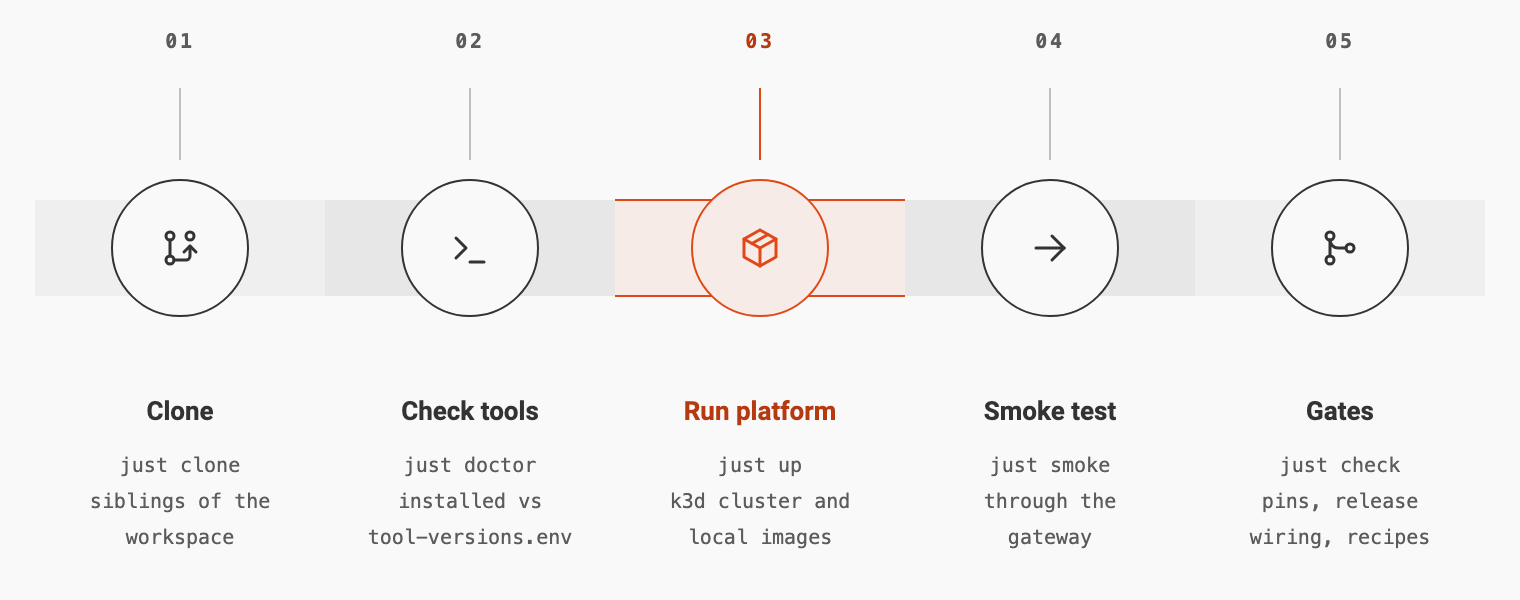 01
02
03
04
05
Clone
just clone
siblings of the
workspace
Check tools
just doctor
installed vs
tool-versions.env
Run platform
just up
k3d cluster and
local images
Smoke test
just smoke
through the
gateway
Gates
just check
pins, release
wiring, recipes